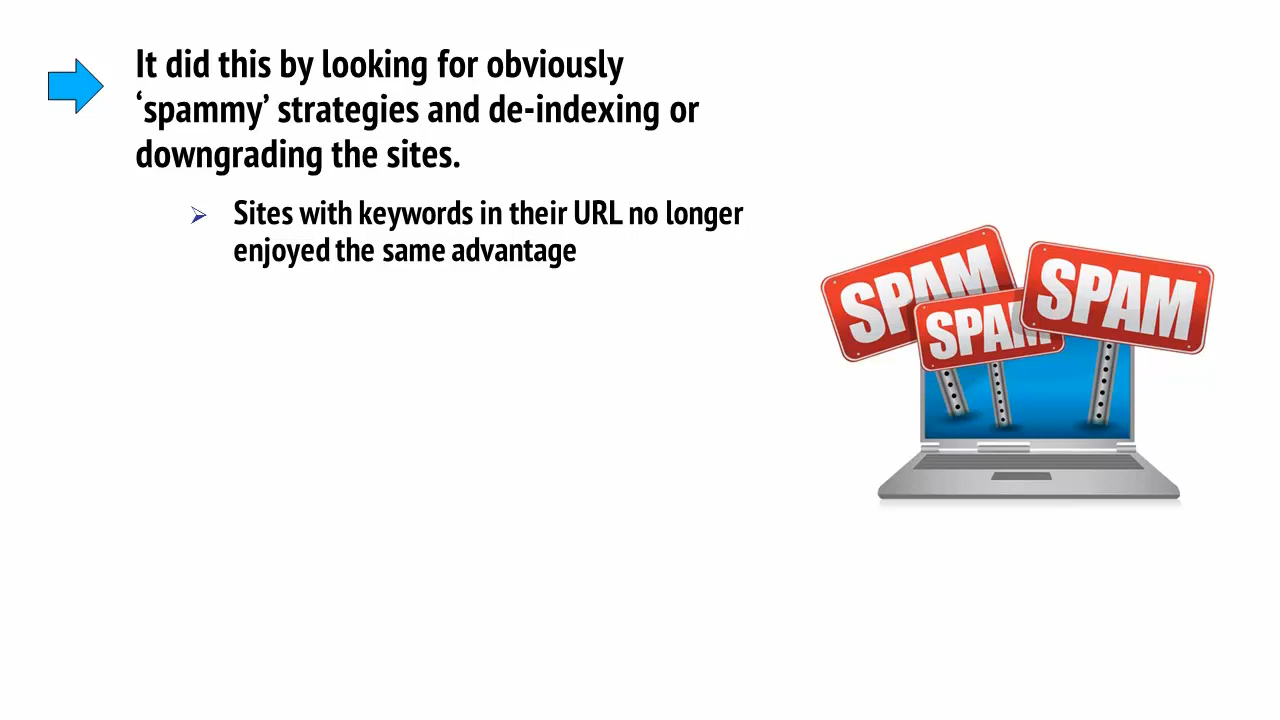 It did this by looking for obviously
‘spammy’ strategies and de-indexing or
downgrading the sites.
Sites with keywords in their URL no longer
enjoyed the same advantage
SPAM
SPAM
SPAM